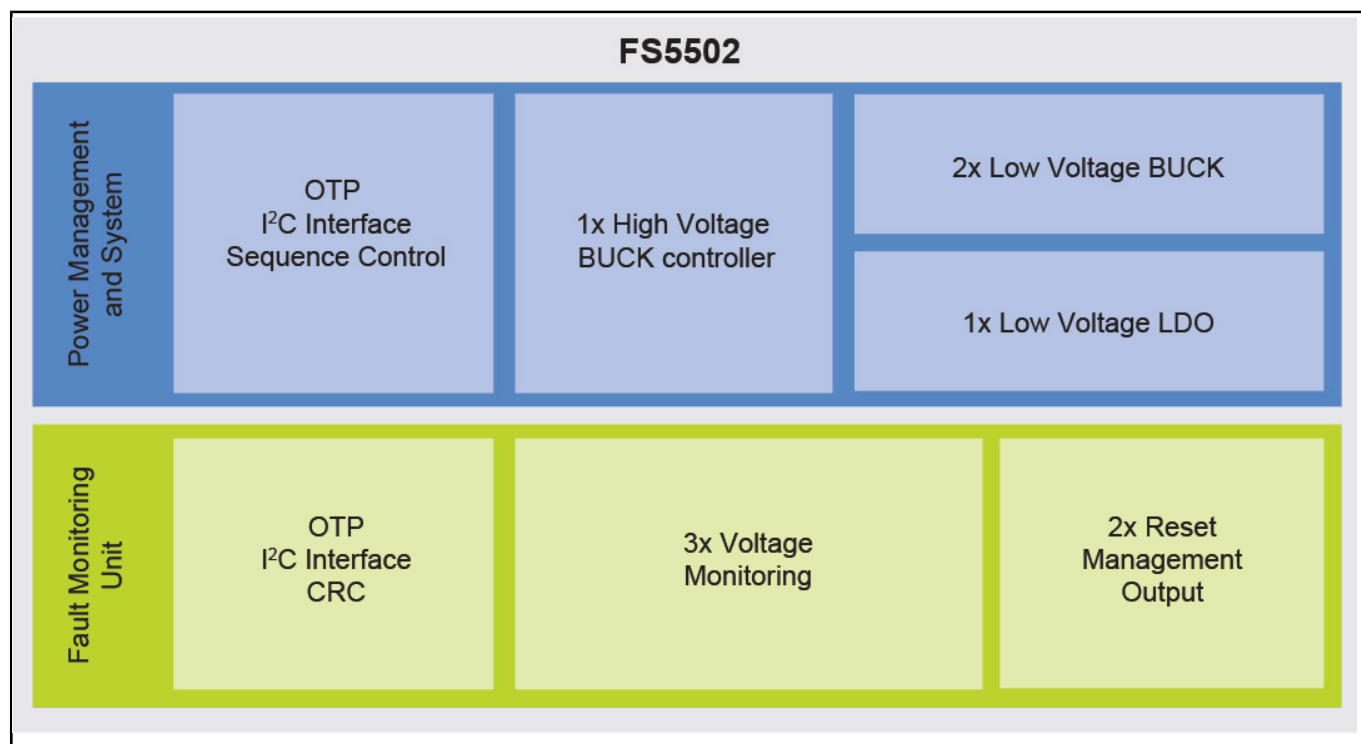 FS5502
Power Management
and System
OTP
I²C Interface
Sequence Control
1x High Voltage
BUCK controller
2x Low Voltage BUCK
1x Low Voltage LDO
Fault Monitoring
Unit
OTP
I²C Interface
CRC
3x Voltage
Monitoring
2x Reset
Management
Output